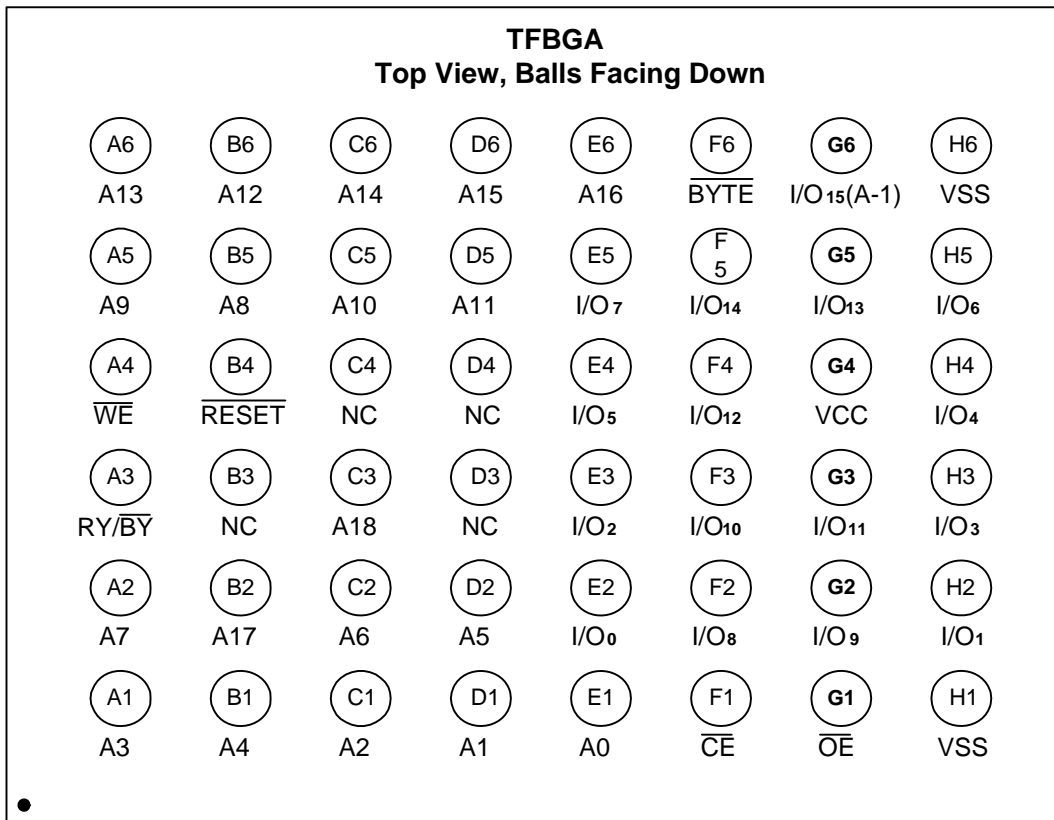 TFBGA
Top View, Balls Facing Down
A6 B6 C6 D6 E6 F6 G6 H6
A13 A12 A14 A15 A16 BYTE I/O15(A-1) VSS
A5 B5 C5 D5 E5 F5 G5 H5
A9 A8 A10 A11 I/O7 I/O14 I/O13 I/O6
A4 B4 C4 D4 E4 F4 G4 H4
WE RESET NC NC I/O5 I/O12 VCC I/O4
A3 B3 C3 D3 E3 F3 G3 H3
RY/BY NC A18 NC I/O2 I/O10 I/O11 I/O3
A2 B2 C2 D2 E2 F2 G2 H2
A7 A17 A6 A5 I/O0 I/O8 I/O9 I/O1
A1 B1 C1 D1 E1 F1 G1 H1
A3 A4 A2 A1 A0 CE OE VSS